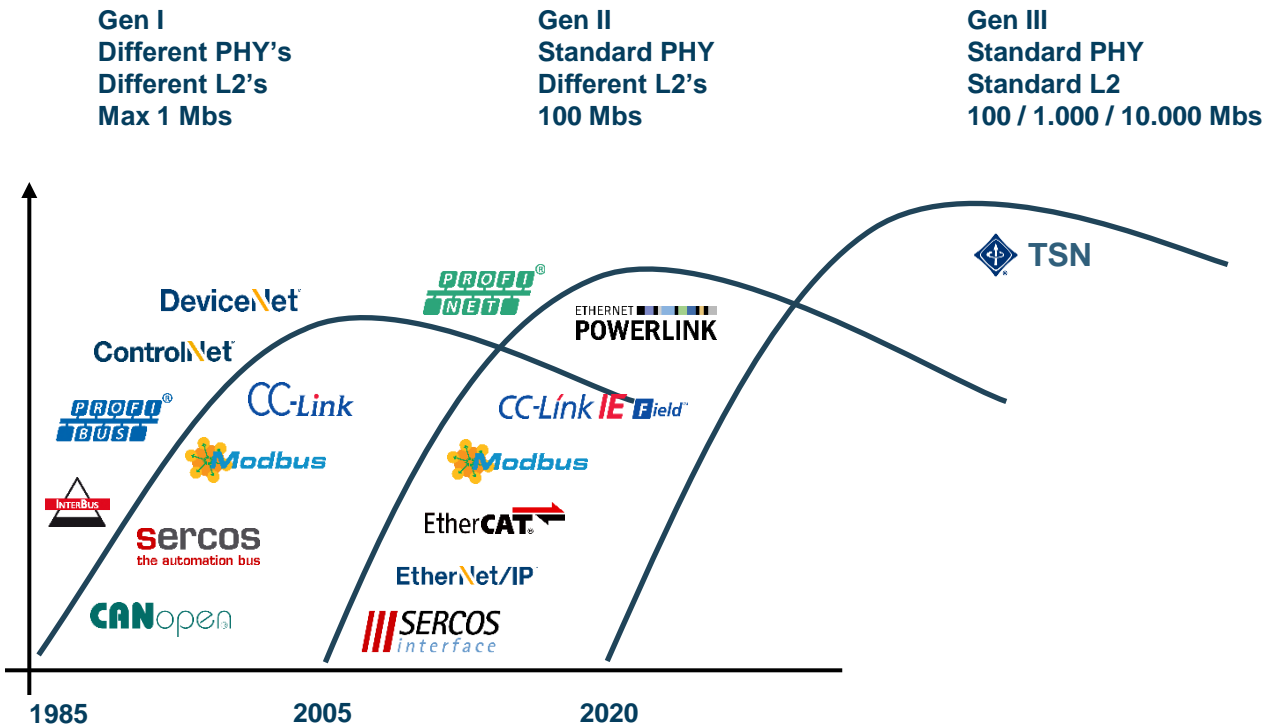 Gen I
Different PHY's
Different L2's
Max 1 Mbs
Gen II
Standard PHY
Different L2's
100 Mbs
Gen III
Standard PHY
Standard L2
100 / 1.000 / 10.000 Mbs
DeviceNet
ControlNet
PROFI®
BUS
INTERBUS
CC-Link
Modbus
sercos
the automation bus
CANopen
PROFI®
NET
ETHERNET
POWERLINK
CC-Link IE Field™
Modbus
EtherCAT®
EtherNet/IP
SERCOS
interface
TSN
1985
2005
2020